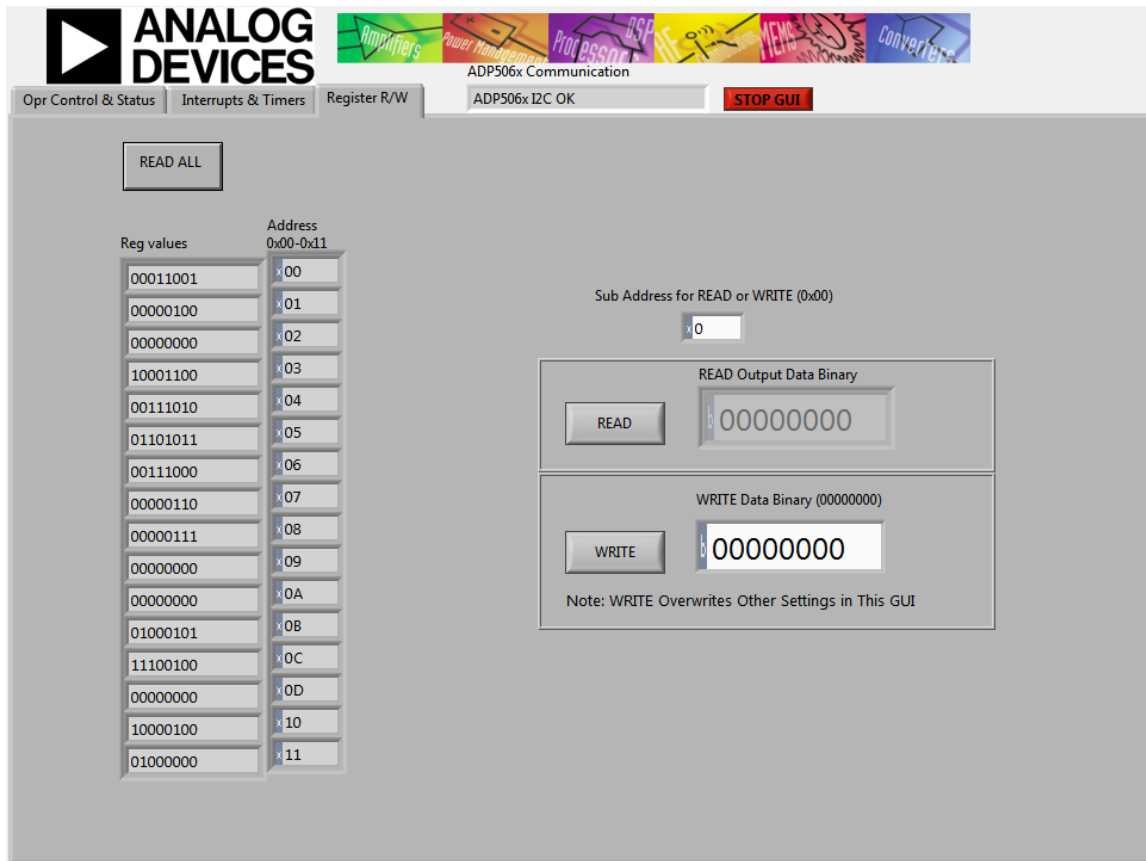 ANALOG
DEVICES
Amplifiers Power Management Processors DSP RF MEMS Converters
ADP506x Communication
Opr Control & Status Interrupts & Timers Register R/W ADP506x I2C OK STOP GUI
READ ALL
Address
Reg values 0x00-0x11
00011001 x 00
00000100 x 01
00000000 x 02
10001100 x 03
00111010 x 04
01101011 x 05
00111000 x 06
00000110 x 07
00000111 x 08
00000000 x 09
00000000 x 0A
01000101 x 0B
11100100 x 0C
00000000 x 0D
10000100 x 10
01000000 x 11
Sub Address for READ or WRITE (0x00)
x 0
READ Output Data Binary
READ b 00000000
WRITE Data Binary (00000000)
WRITE b 00000000
Note: WRITE Overwrites Other Settings in This GUI